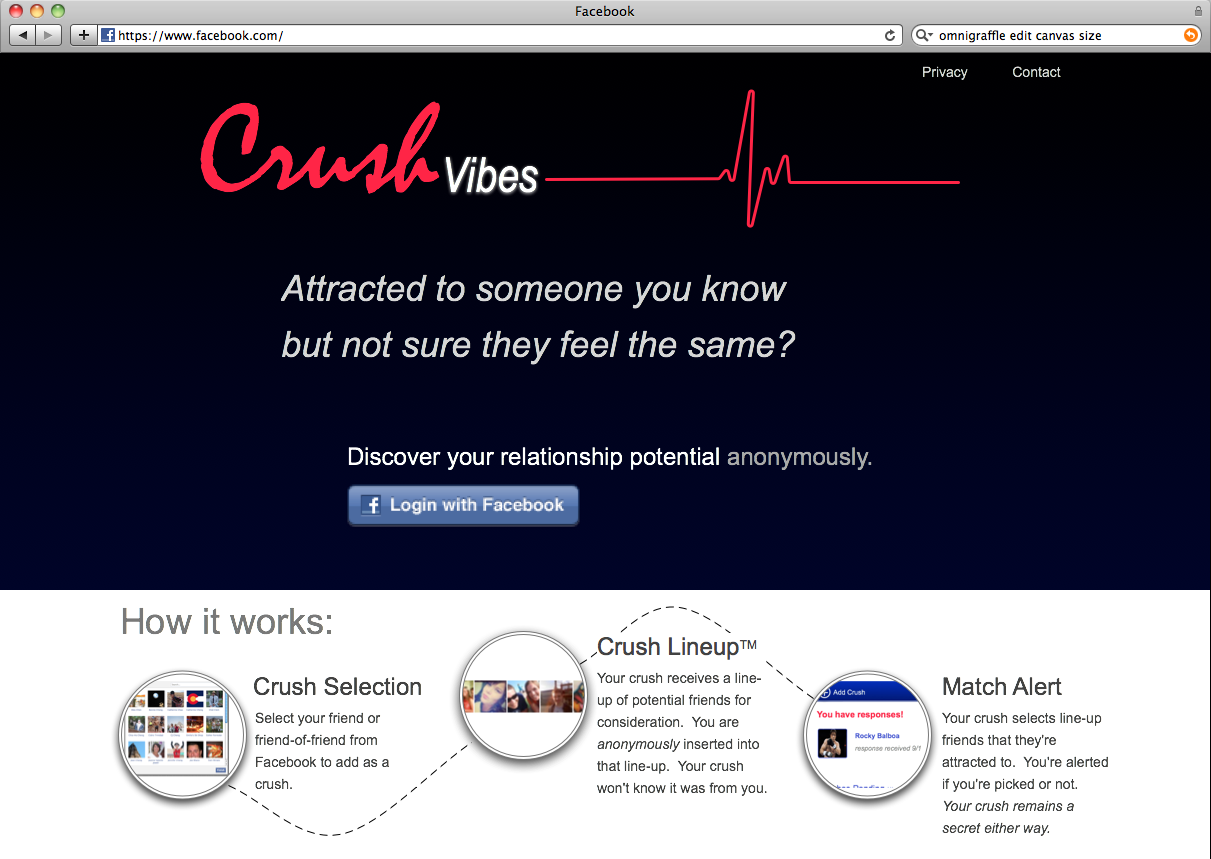 Facebook
https://www.facebook.com/
omnigraffle edit canvas size
Privacy Contact
Crush Vibes
Attracted to someone you know
but not sure they feel the same?
Discover your relationship potential anonymously.
f Login with Facebook
How it works:
Crush Selection
Select your friend or
friend-of-friend from
Facebook to add as a
crush.
Crush Lineup™
Your crush receives a line-
up of potential friends for
consideration. You are
anonymously inserted into
that line-up. Your crush
won't know it was from you.
Add Crush
You have responses!
Rocky Balboa
response received 9/1
Match Alert
Your crush selects line-up
friends that they're
attracted to. You're alerted
if you're picked or not.
Your crush remains a
secret either way.